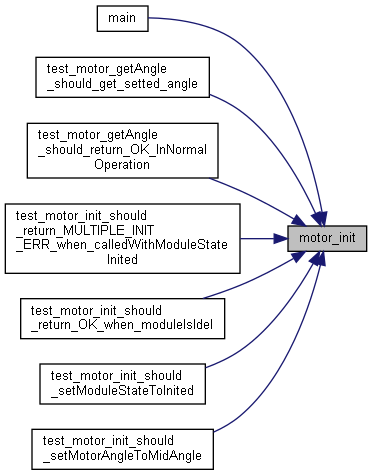 main
test_motor_getAngle
_should_get_setted_angle
test_motor_getAngle
_should_return_OK_InNormal
Operation
test_motor_init_should
_return_MULTIPLE_INIT
_ERR_when_calledWithModuleState
Inited
motor_init
test_motor_init_should
_return_OK_when_moduleIsIdel
test_motor_init_should
_setModuleStateToInited
test_motor_init_should
_setMotorAngleToMidAngle